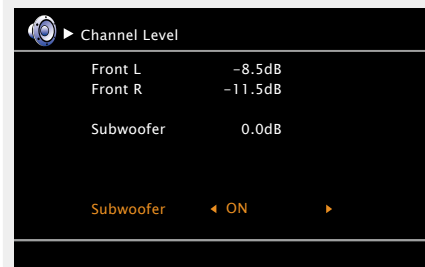 Channel Level
Front L -8.5dB
Front R -11.5dB
Subwoofer 0.0dB
Subwoofer ◀ ON ▶